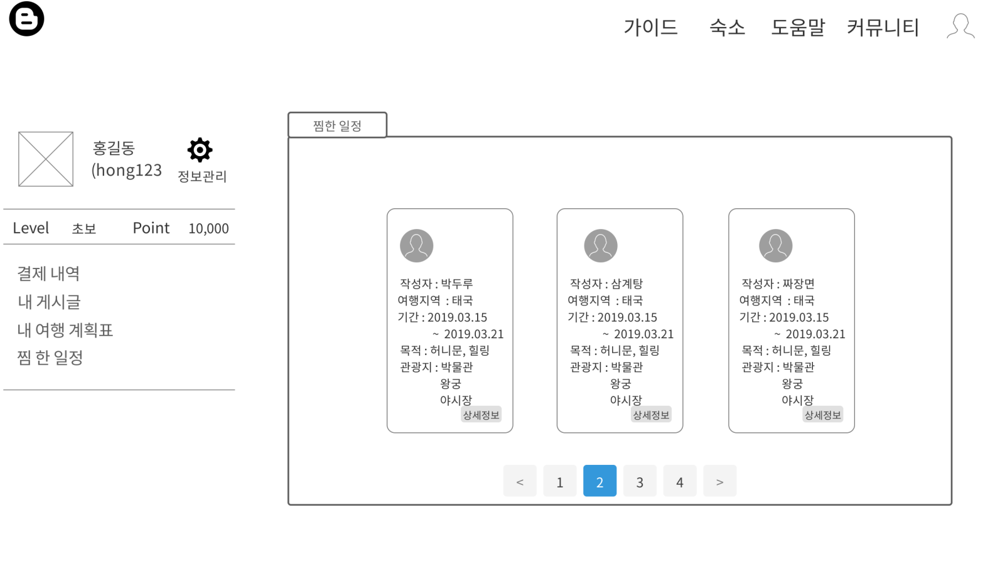 가이드 숙소 도움말 커뮤니티
홍길동
(hong123
정보관리
Level 초보 Point 10,000
결제 내역
내 게시글
내 여행 계획표
찜 한 일정
찜한 일정
작성자 : 박두루
여행지역 : 태국
기간 : 2019.03.15
~ 2019.03.21
목적 : 허니문, 힐링
관광지 : 박물관
왕궁
야시장
상세정보
작성자 : 삼계탕
여행지역 : 태국
기간 : 2019.03.15
~ 2019.03.21
목적 : 허니문, 힐링
관광지 : 박물관
왕궁
야시장
상세정보
작성자 : 짜장면
여행지역 : 태국
기간 : 2019.03.15
~ 2019.03.21
목적 : 허니문, 힐링
관광지 : 박물관
왕궁
야시장
상세정보
< 1 2 3 4 >